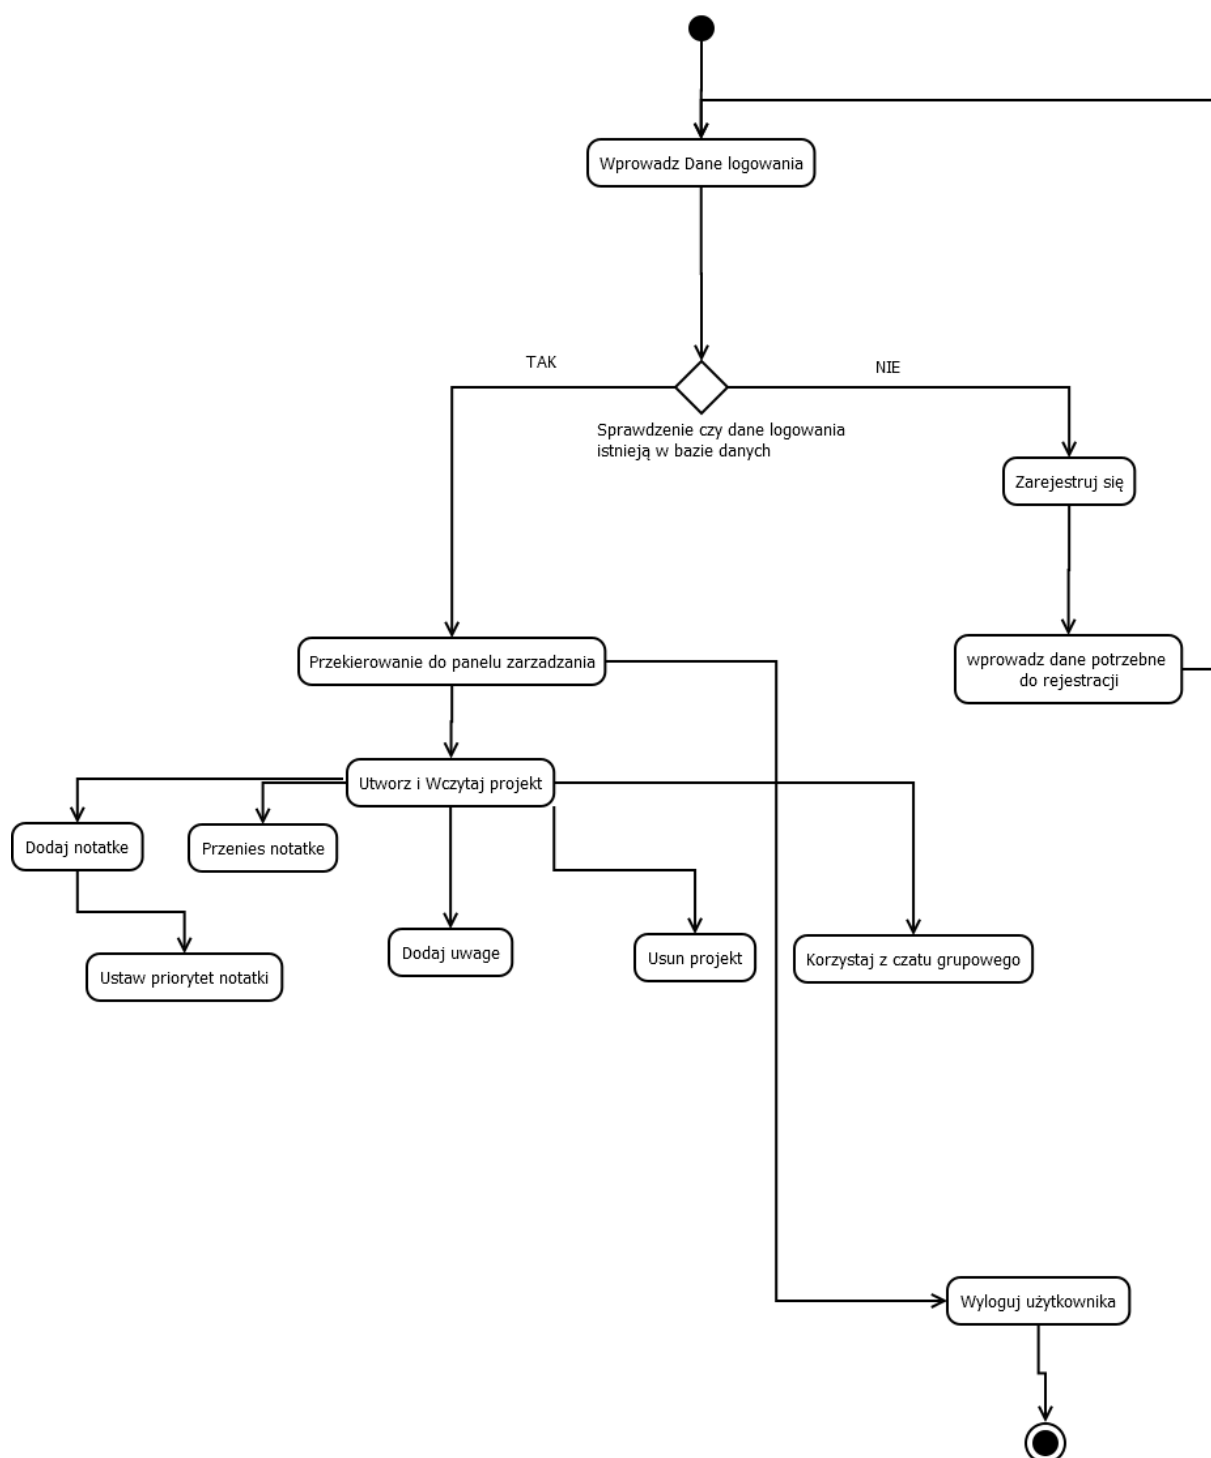 Wprowadz Dane logowania
TAK
NIE
Sprawdzenie czy dane logowania
istnieją w bazie danych
Zarejestruj się
Przekierowanie do panelu zarzadzania
wprowadz dane potrzebne
do rejestracji
Utworz i Wczytaj projekt
Dodaj notatke
Przenies notatke
Dodaj uwage
Usun projekt
Korzystaj z czatu grupowego
Ustaw priorytet notatki
Wyloguj użytkownika